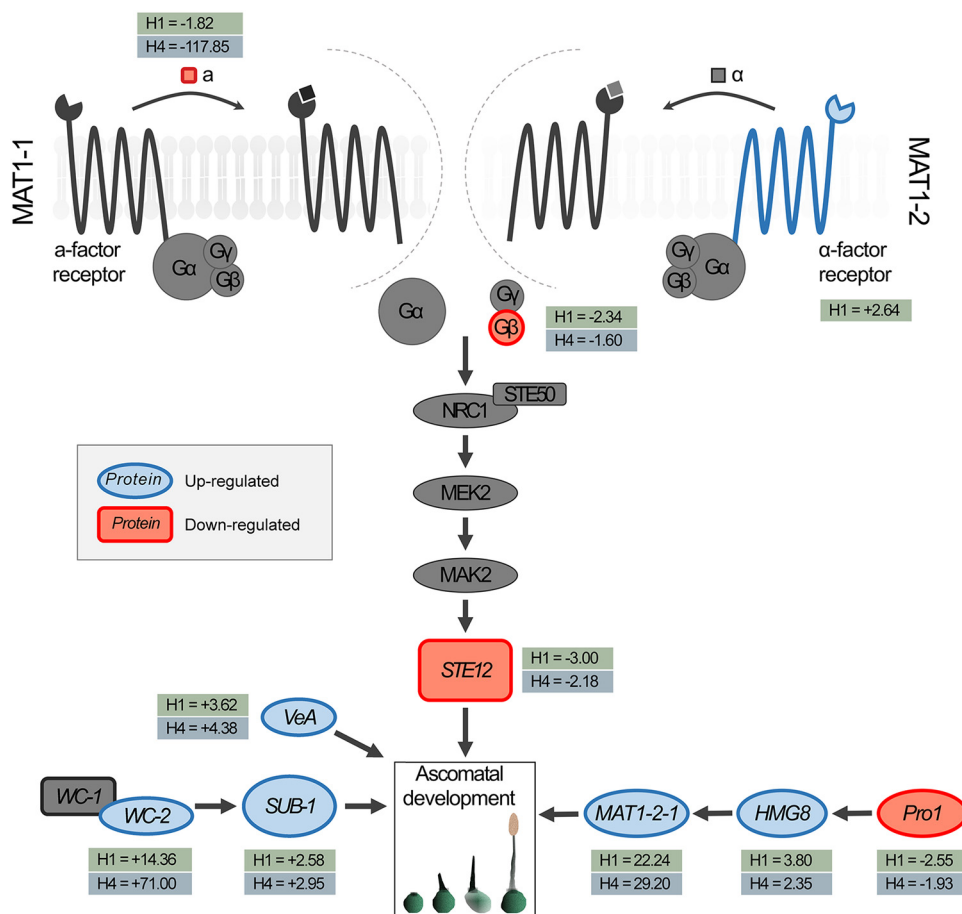 H1 = -1.82
H4 = -117.85
a
α
MAT1-1
MAT1-2
a-factor
receptor
Gα
Gγ
Gβ
Gγ
Gβ
Gα
α-factor
receptor
H1 = +2.64
Gα
Gγ
Gβ
H1 = -2.34
H4 = -1.60
NRC1
STE50
MEK2
MAK2
Protein
Up-regulated
Protein
Down-regulated
STE12
H1 = -3.00
H4 = -2.18
H1 = +3.62
H4 = +4.38
VeA
WC-1
WC-2
SUB-1
Ascomatal
development
MAT1-2-1
HMG8
Pro1
H1 = +14.36
H4 = +71.00
H1 = +2.58
H4 = +2.95
H1 = 22.24
H4 = 29.20
H1 = 3.80
H4 = 2.35
H1 = -2.55
H4 = -1.93